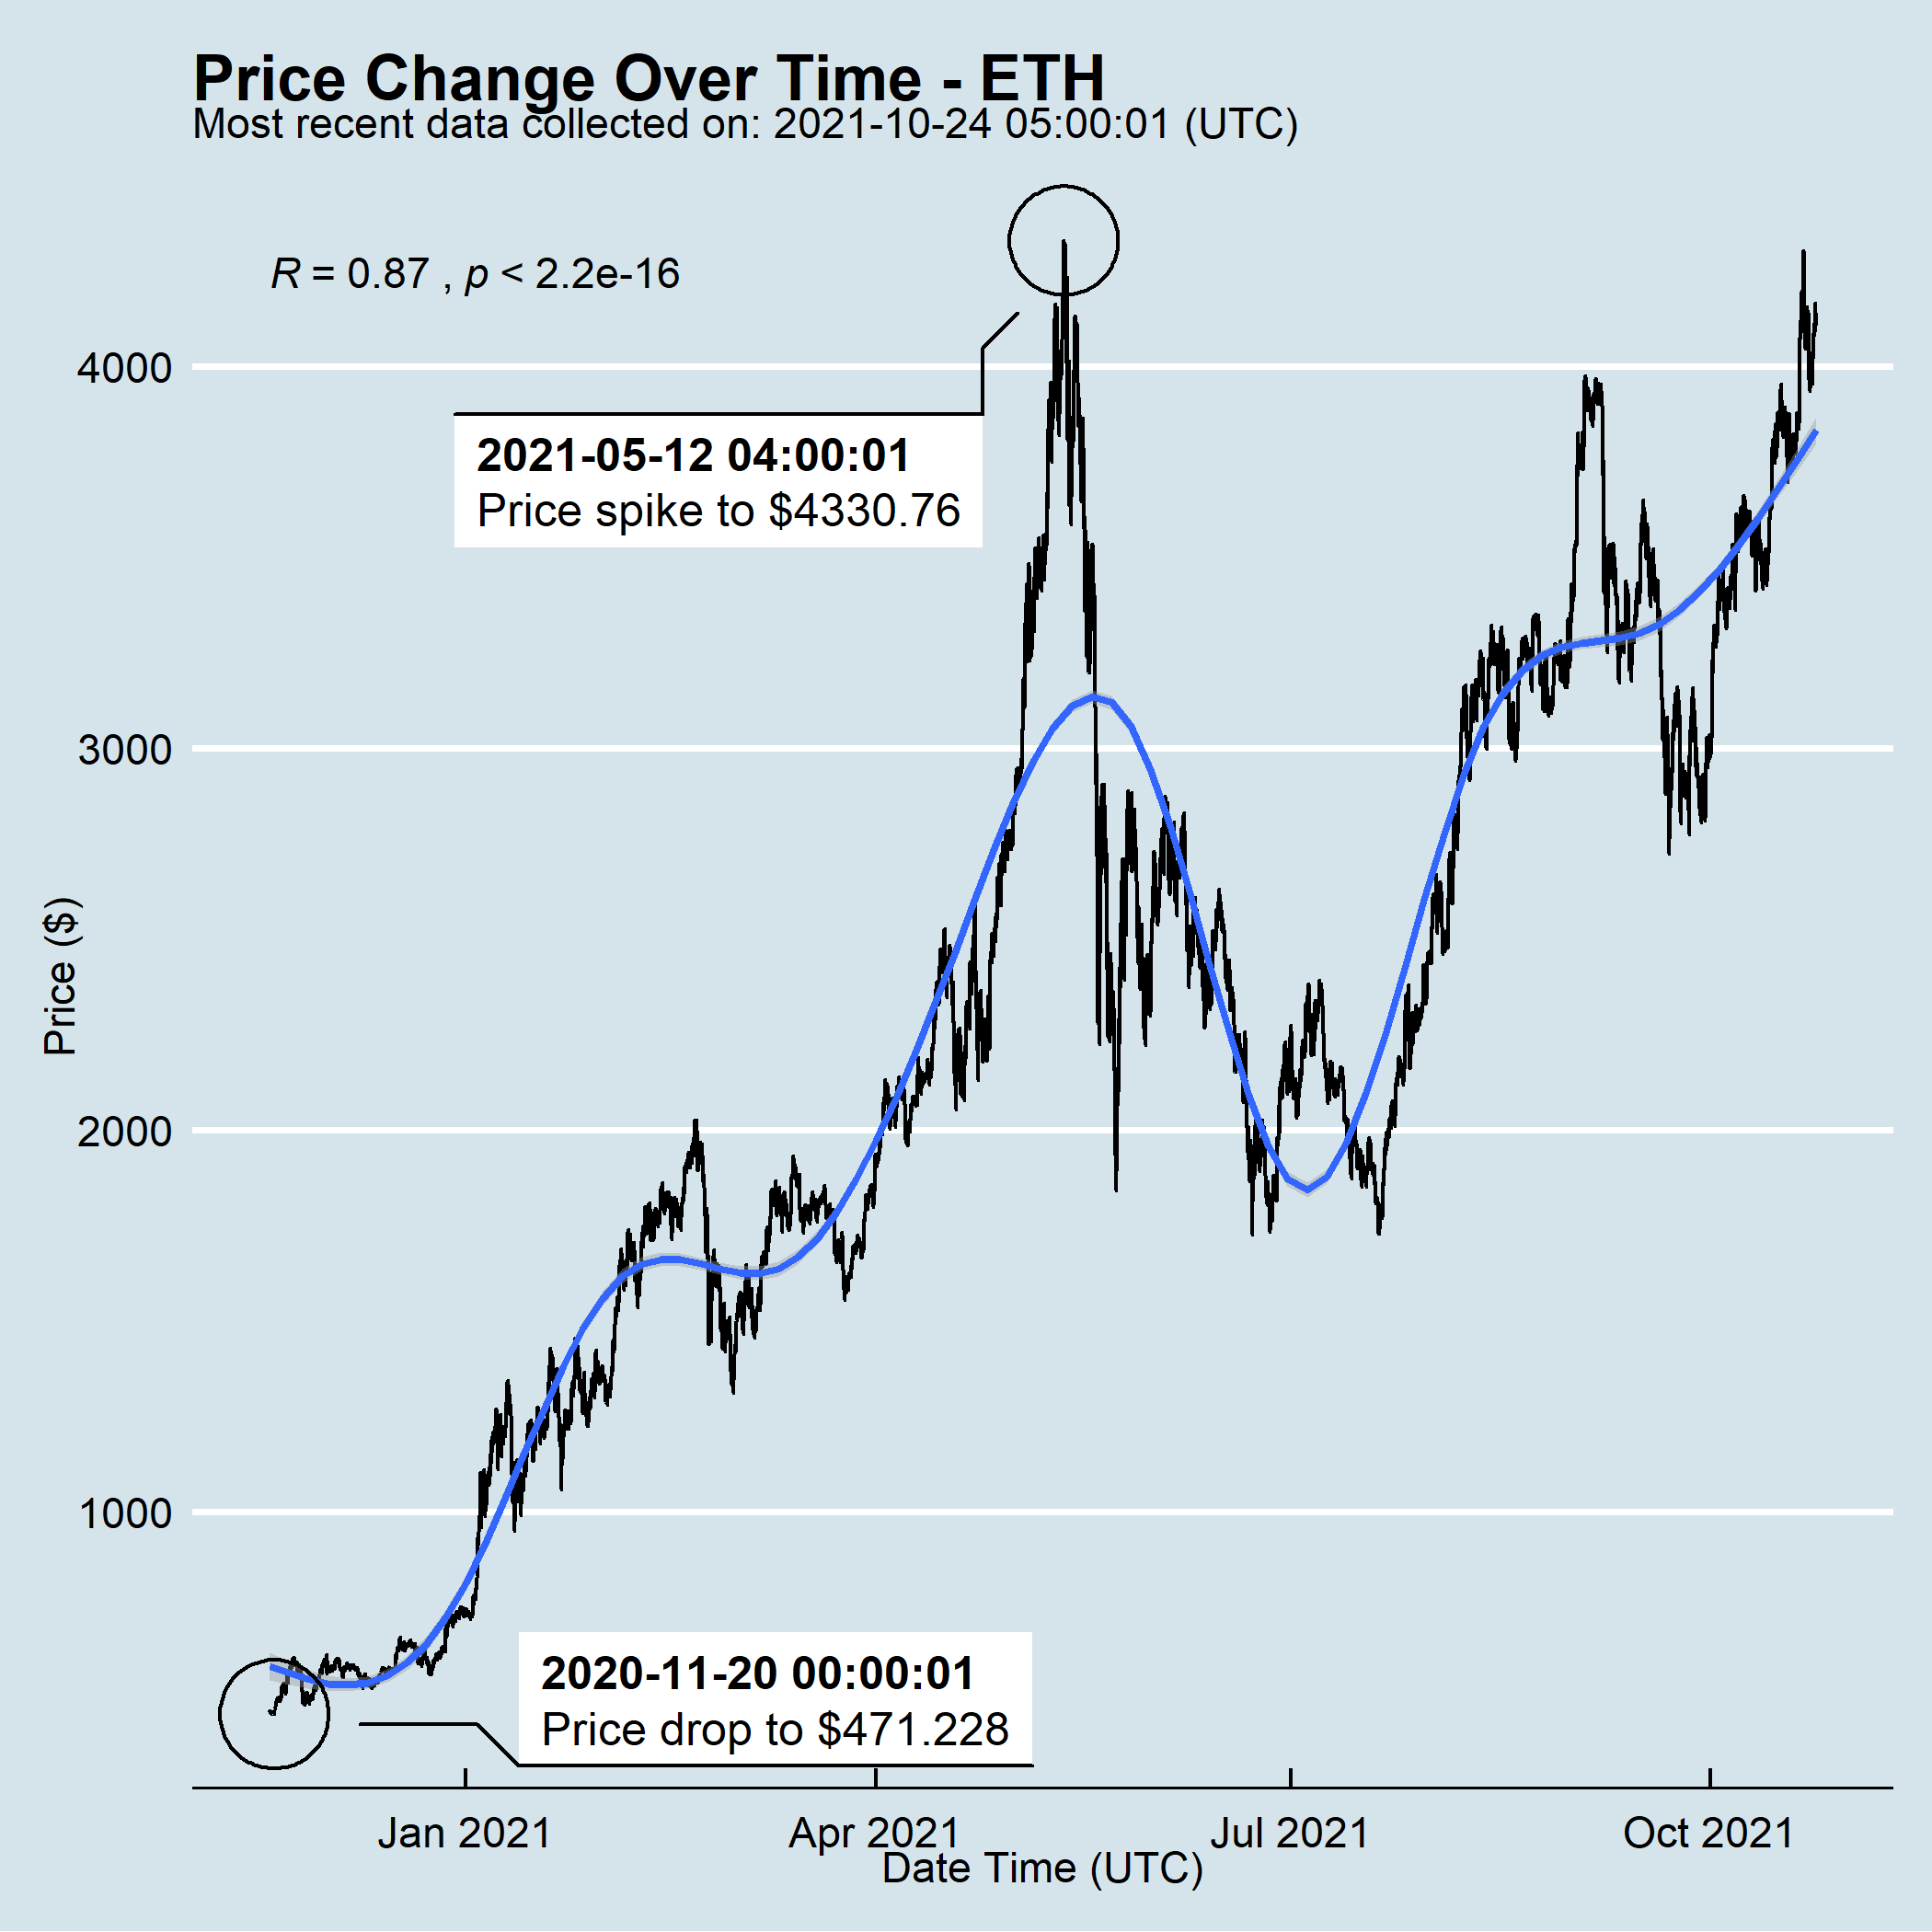 Price Change Over Time - ETH
Most recent data collected on: 2021-10-24 05:00:01 (UTC)
R = 0.87 , p < 2.2e-16
4000
2021-05-12 04:00:01
Price spike to $4330.76
3000
Price ($)
2000
1000
2020-11-20 00:00:01
Price drop to $471.228
Jan 2021 Apr 2021 Jul 2021 Oct 2021
Date Time (UTC)